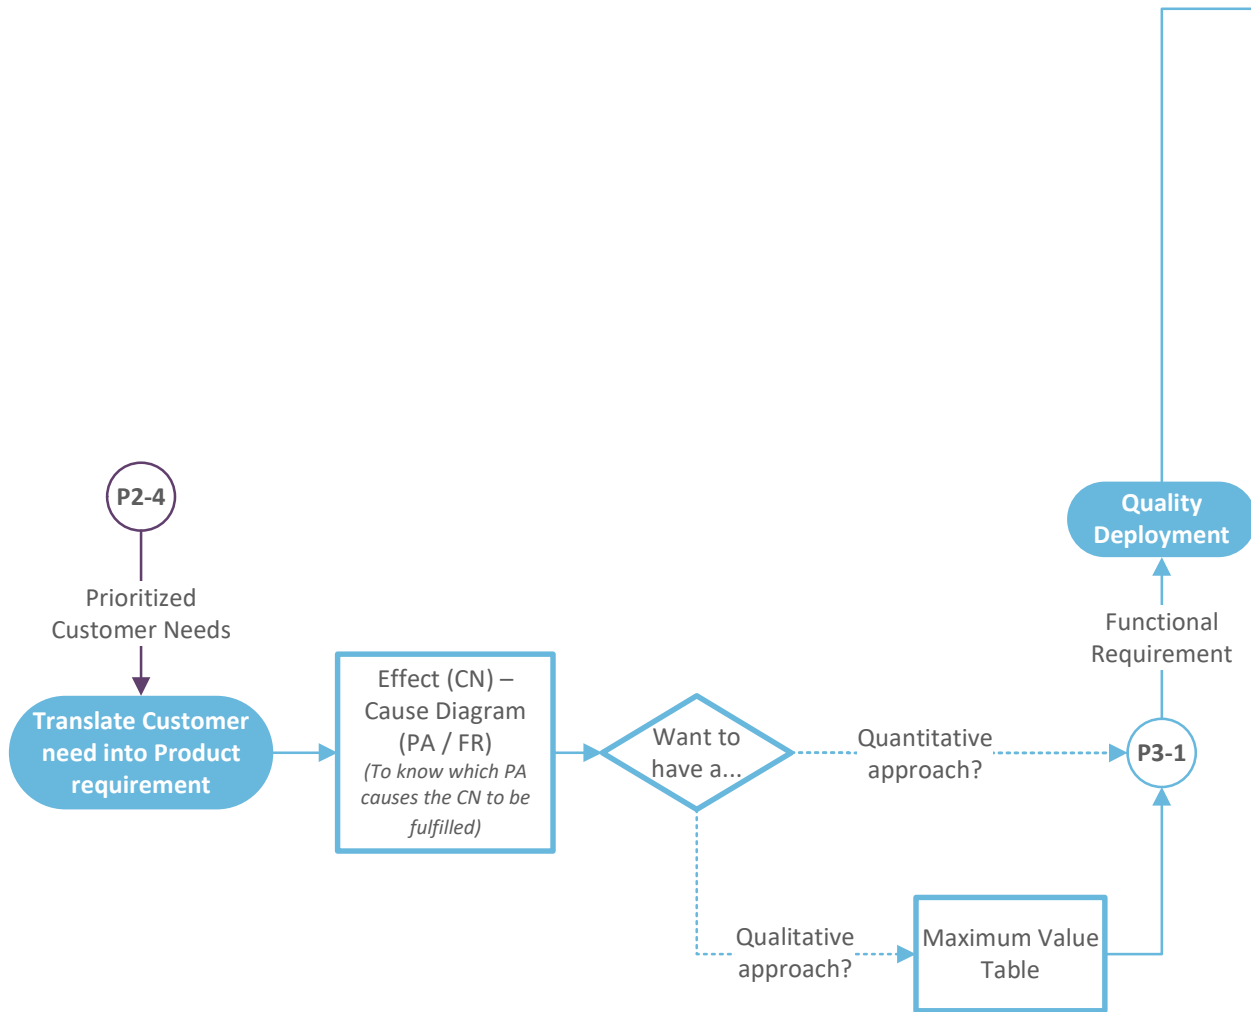 P2-4
Prioritized
Customer Needs
Translate Customer
need into Product
requirement
Effect (CN) –
Cause Diagram
(PA / FR)
(To know which PA
causes the CN to be
fulfilled)
Want to
have a...
Quantitative
approach?
Qualitative
approach?
Maximum Value
Table
P3-1
Functional
Requirement
Quality
Deployment